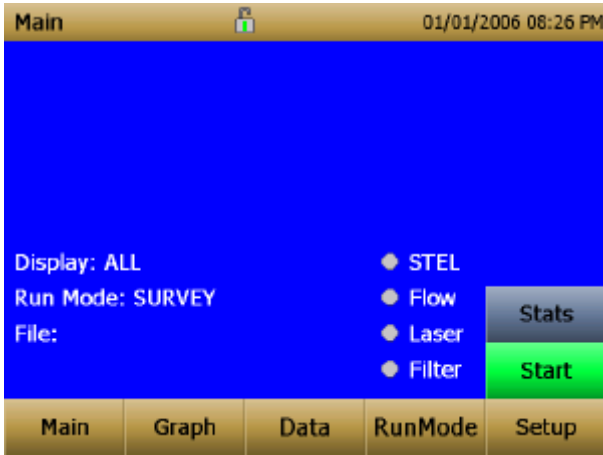 Main 01/01/2006 08:26 PM
Display: ALL
Run Mode: SURVEY
File:
STEL
Flow
Laser
Filter
Stats
Start
Main Graph Data RunMode Setup